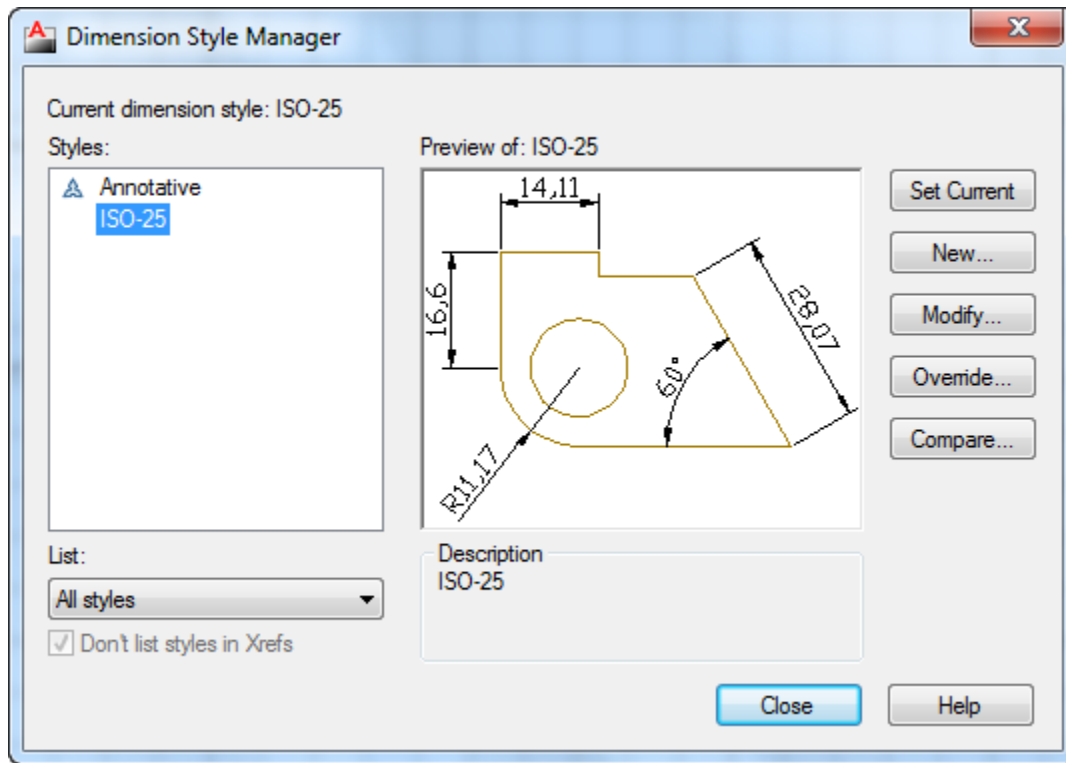 Dimension Style Manager
Current dimension style: ISO-25
Styles:
Annotative
ISO-25
Preview of: ISO-25
14,11
16,6
28,07
60°
R11,17
Set Current
New...
Modify...
Override...
Compare...
List:
All styles
Don't list styles in Xrefs
Description
ISO-25
Close
Help